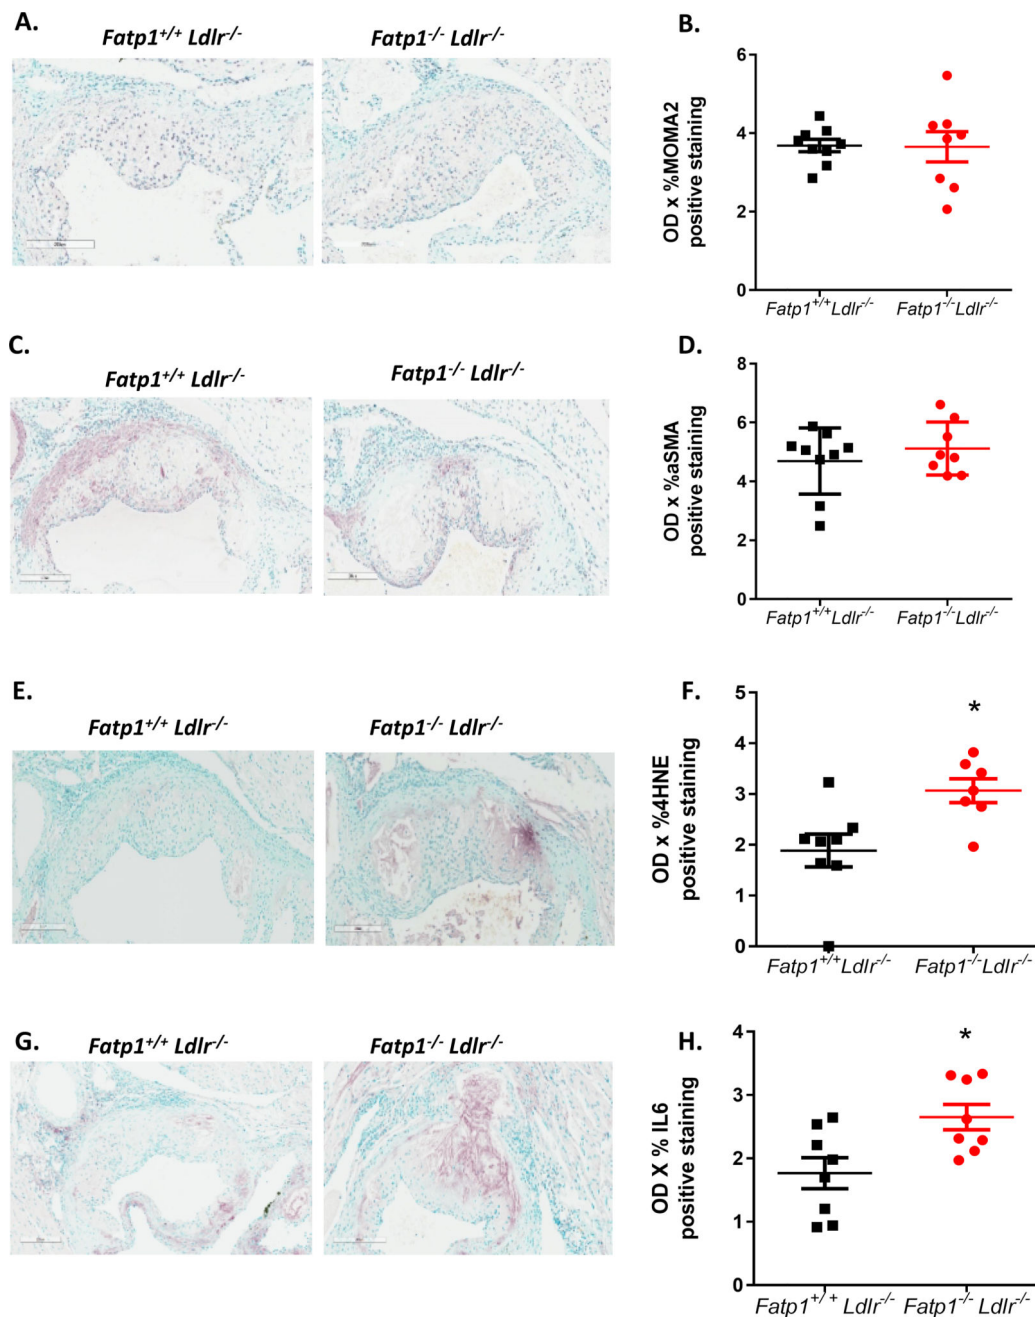 A.
Fatp1+/+ Ldlr-/-
Fatp1-/- Ldlr-/-
B.
OD x %MOMA2
positive staining
6
4
2
0
Fatp1+/+Ldlr-/-
Fatp1-/-Ldlr-/-
C.
Fatp1+/+ Ldlr-/-
Fatp1-/- Ldlr-/-
D.
OD x %aSMA
positive staining
8
6
4
2
0
Fatp1+/+Ldlr-/-
Fatp1-/-Ldlr-/-
E.
Fatp1+/+ Ldlr-/-
Fatp1-/- Ldlr-/-
F.
OD x %4HNE
positive staining
5
4
3
2
1
0
*
Fatp1+/+Ldlr-/-
Fatp1-/-Ldlr-/-
G.
Fatp1+/+ Ldlr-/-
Fatp1-/- Ldlr-/-
H.
OD X % IL6
positive staining
4
3
2
1
0
*
Fatp1+/+ Ldlr-/-
Fatp1-/- Ldlr-/-